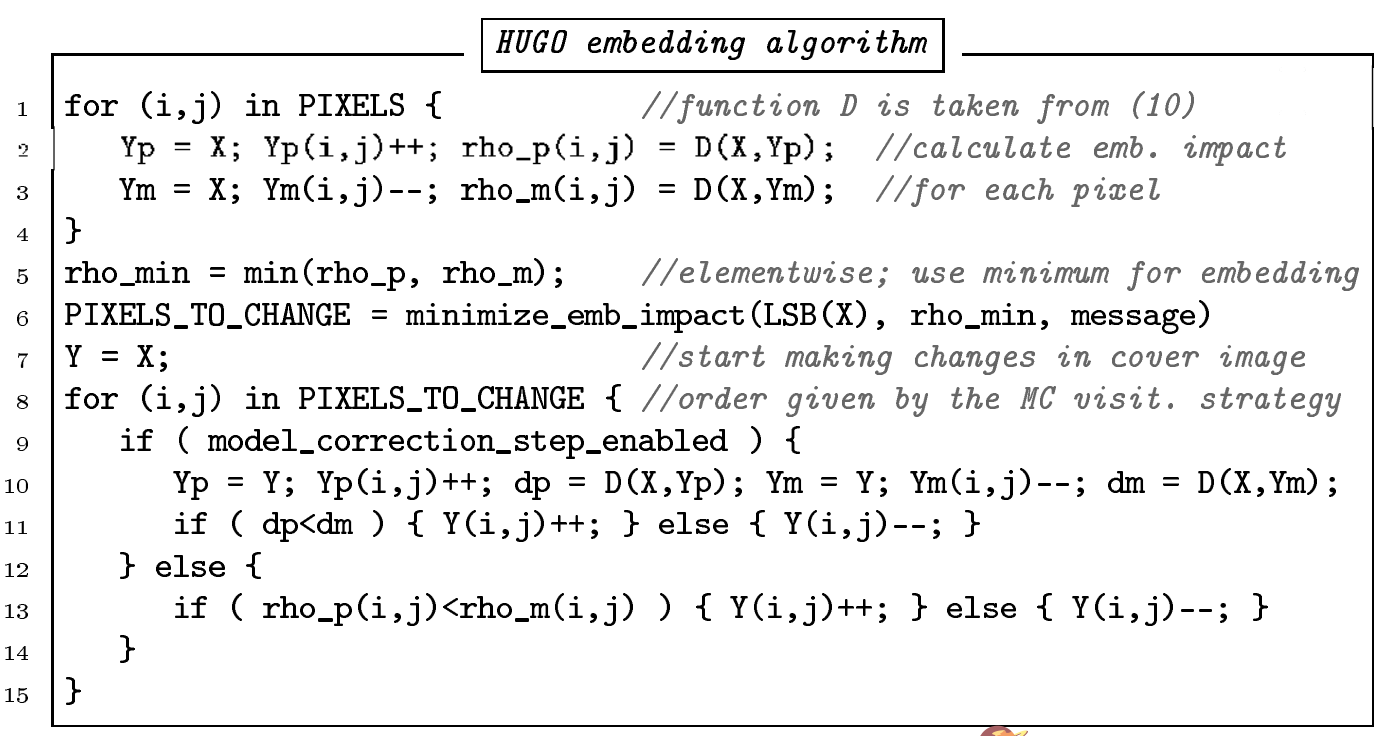 HUGO embedding algorithm
1 for (i,j) in PIXELS { //function D is taken from (10)
2 Yp = X; Yp(i,j)++; rho_p(i,j) = D(X,Yp); //calculate emb. impact
3 Ym = X; Ym(i,j)--; rho_m(i,j) = D(X,Ym); //for each pixel
4 }
5 rho_min = min(rho_p, rho_m); //elementwise; use minimum for embedding
6 PIXELS_TO_CHANGE = minimize_emb_impact(LSB(X), rho_min, message)
7 Y = X; //start making changes in cover image
8 for (i,j) in PIXELS_TO_CHANGE { //order given by the MC visit. strategy
9 if ( model_correction_step_enabled ) {
10 Yp = Y; Yp(i,j)++; dp = D(X,Yp); Ym = Y; Ym(i,j)--; dm = D(X,Ym);
11 if ( dp<dm ) { Y(i,j)++; } else { Y(i,j)--; }
12 } else {
13 if ( rho_p(i,j)<rho_m(i,j) ) { Y(i,j)++; } else { Y(i,j)--; }
14 }
15 }